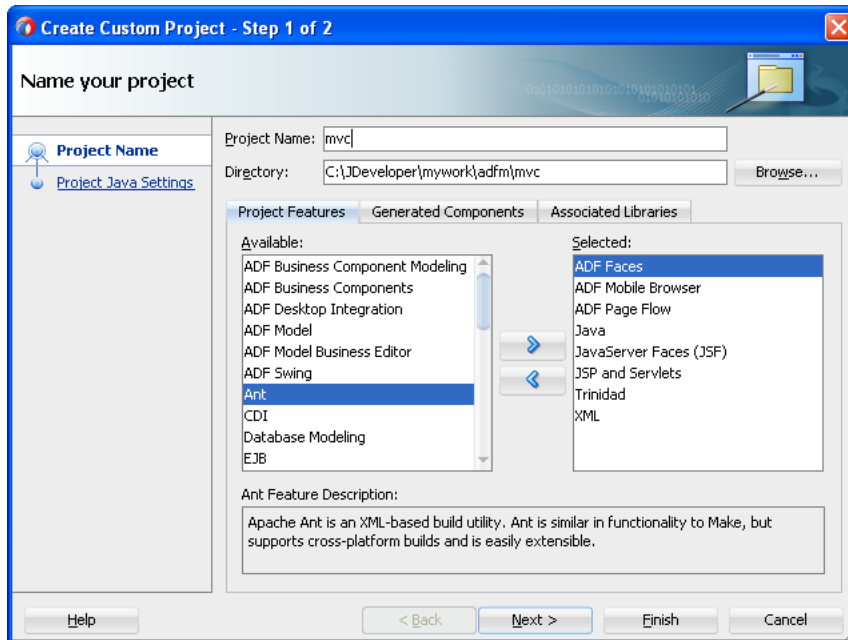 Create Custom Project - Step 1 of 2
Name your project
Project Name
Project Java Settings
Project Name: mvc
Directory: C:\JDeveloper\mywork\adfm\mvc Browse...
Project Features Generated Components Associated Libraries
Available:
ADF Business Component Modeling
ADF Business Components
ADF Desktop Integration
ADF Model
ADF Model Business Editor
ADF Swing
Ant
CDI
Database Modeling
EJB
Selected:
ADF Faces
ADF Mobile Browser
ADF Page Flow
Java
JavaServer Faces (JSF)
JSP and Servlets
Trinidad
XML
Ant Feature Description:
Apache Ant is an XML-based build utility. Ant is similar in functionality to Make, but
supports cross-platform builds and is easily extensible.
Help < Back Next > Finish Cancel